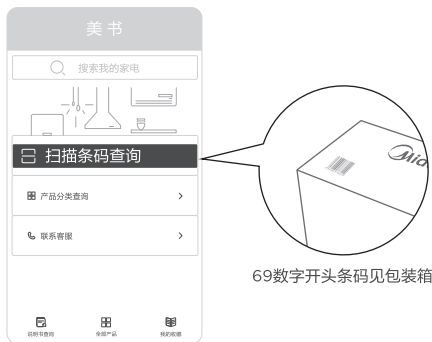 美书
搜索我的家电
扫描条码查询
产品分类查询
联系客服
说明书查询
全部产品
我的收藏
Midea
69数字开头条码见包装箱